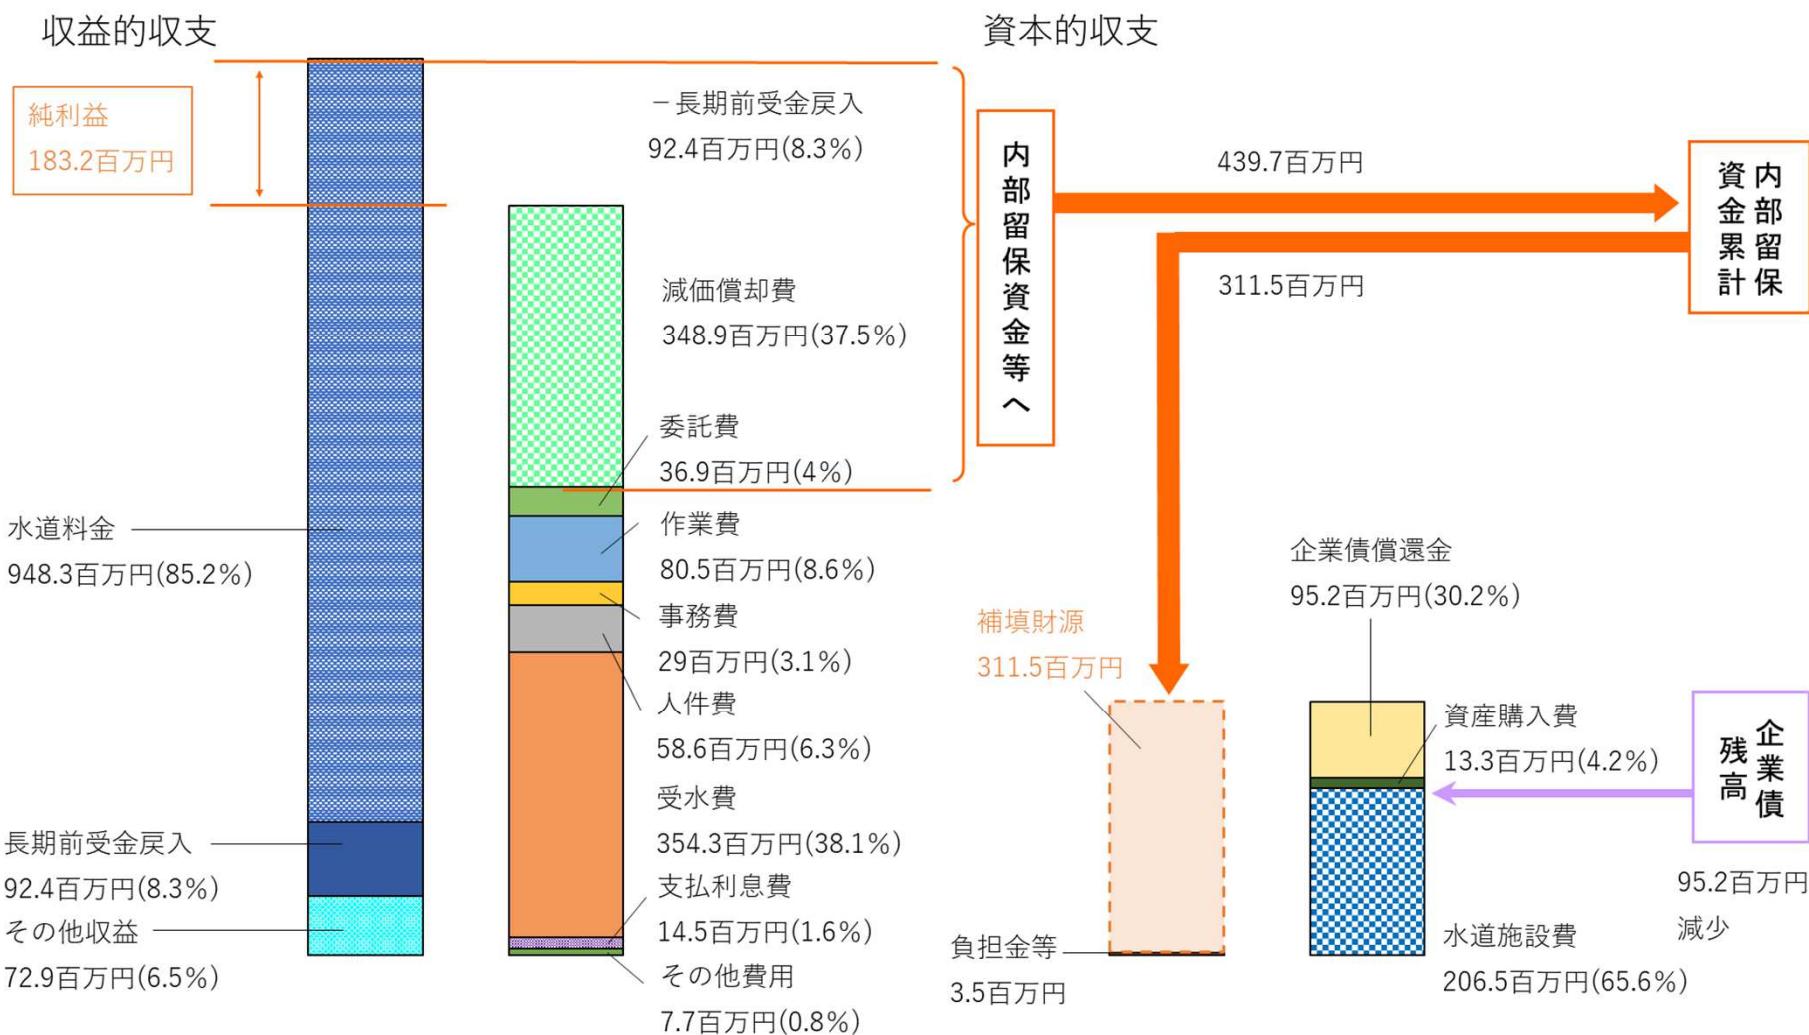 収益的収支
純利益
183.2百万円
水道料金
948.3百万円(85.2%)
長期前受金戻入
92.4百万円(8.3%)
その他収益
72.9百万円(6.5%)
－長期前受金戻入
92.4百万円(8.3%)
減価償却費
348.9百万円(37.5%)
委託費
36.9百万円(4%)
作業費
80.5百万円(8.6%)
事務費
29百万円(3.1%)
人件費
58.6百万円(6.3%)
受水費
354.3百万円(38.1%)
支払利息費
14.5百万円(1.6%)
その他費用
7.7百万円(0.8%)
資本的収支
内部留保資金等へ
439.7百万円
311.5百万円
内部留保
資金累計
補填財源
311.5百万円
負担金等
3.5百万円
企業債償還金
95.2百万円(30.2%)
資産購入費
13.3百万円(4.2%)
水道施設費
206.5百万円(65.6%)
企業債
残高
95.2百万円
減少